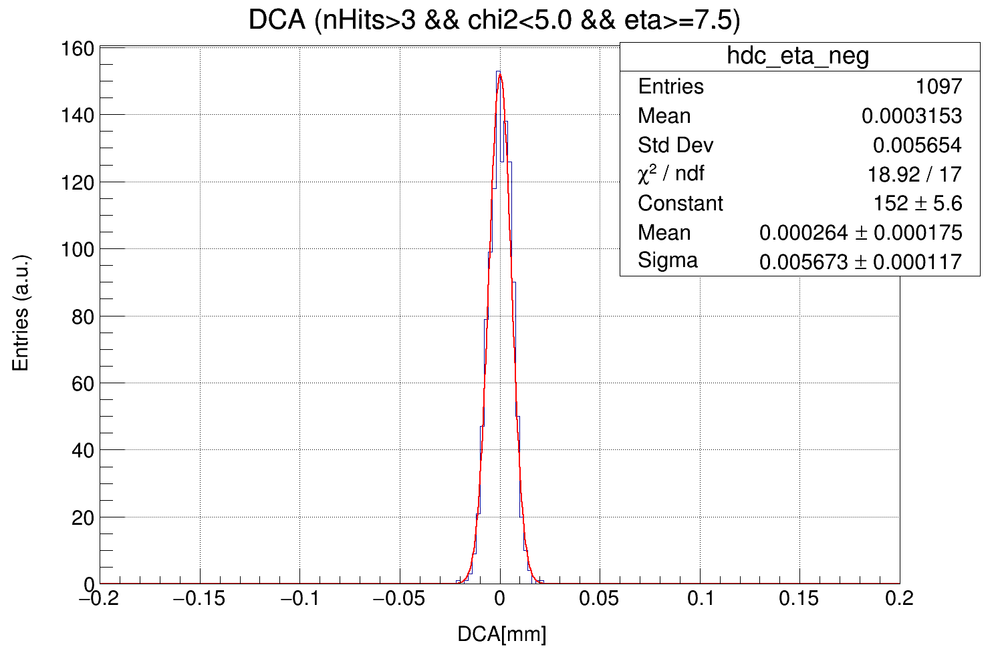 DCA (nHits>3 && chi2<5.0 && eta>=7.5)
hdc_eta_neg
Entries 1097
Mean 0.0003153
Std Dev 0.005654
χ² / ndf 18.92 / 17
Constant 152 ± 5.6
Mean 0.000264 ± 0.000175
Sigma 0.005673 ± 0.000117
160
140
120
100
80
60
40
20
0
Entries (a.u.)
−0.2 −0.15 −0.1 −0.05 0 0.05 0.1 0.15 0.2
DCA[mm]